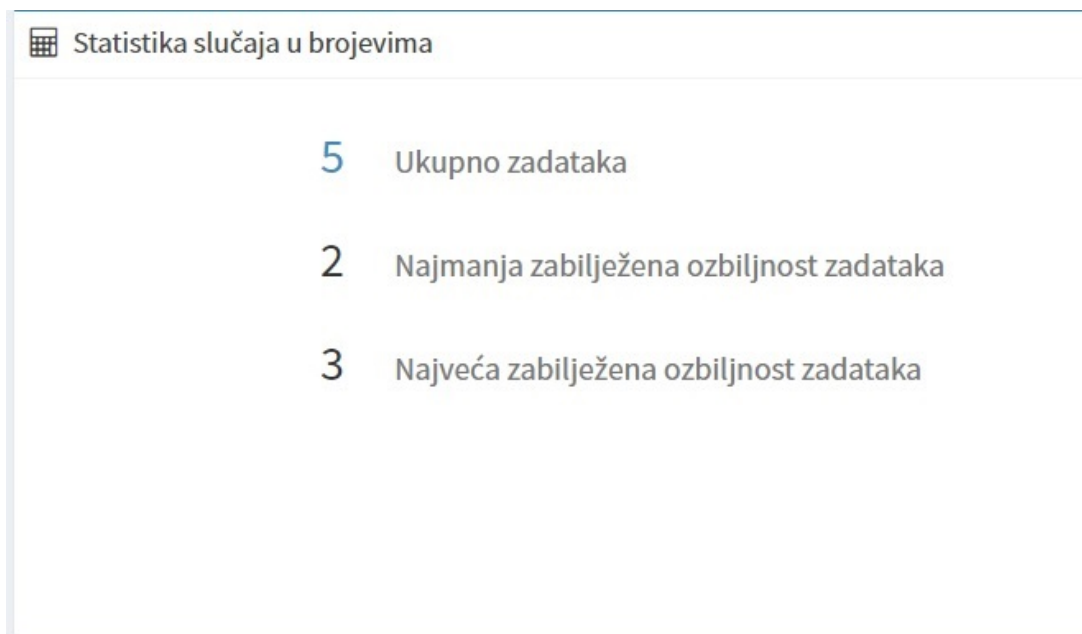 Statistika slučaja u brojevima
5 Ukupno zadataka
2 Najmanja zabilježena ozbiljnost zadataka
3 Najveća zabilježena ozbiljnost zadataka